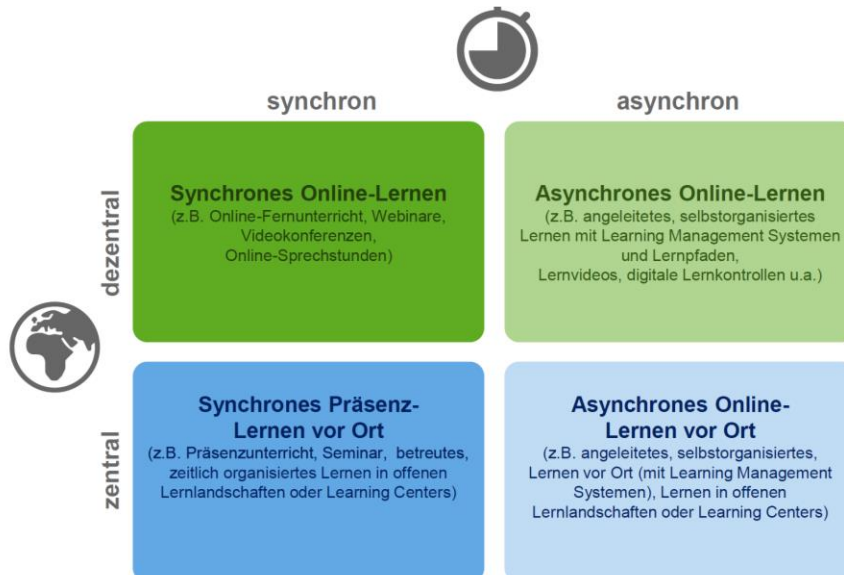 synchron
asynchron
dezentral
Synchrones Online-Lernen
(z.B. Online-Fernunterricht, Webinare,
Videokonferenzen,
Online-Sprechstunden)
Asynchrones Online-Lernen
(z.B. angeleitetes, selbstorganisiertes
Lernen mit Learning Management Systemen
und Lernpfaden,
Lernvideos, digitale Lernkontrollen u.a.)
zentral
Synchrones Präsenz-
Lernen vor Ort
(z.B. Präsenzunterricht, Seminar, betreutes,
zeitlich organisiertes Lernen in offenen
Lernlandschaften oder Learning Centers)
Asynchrones Online-
Lernen vor Ort
(z.B. angeleitetes, selbstorganisiertes,
Lernen vor Ort (mit Learning Management
Systemen), Lernen in offenen
Lernlandschaften oder Learning Centers)